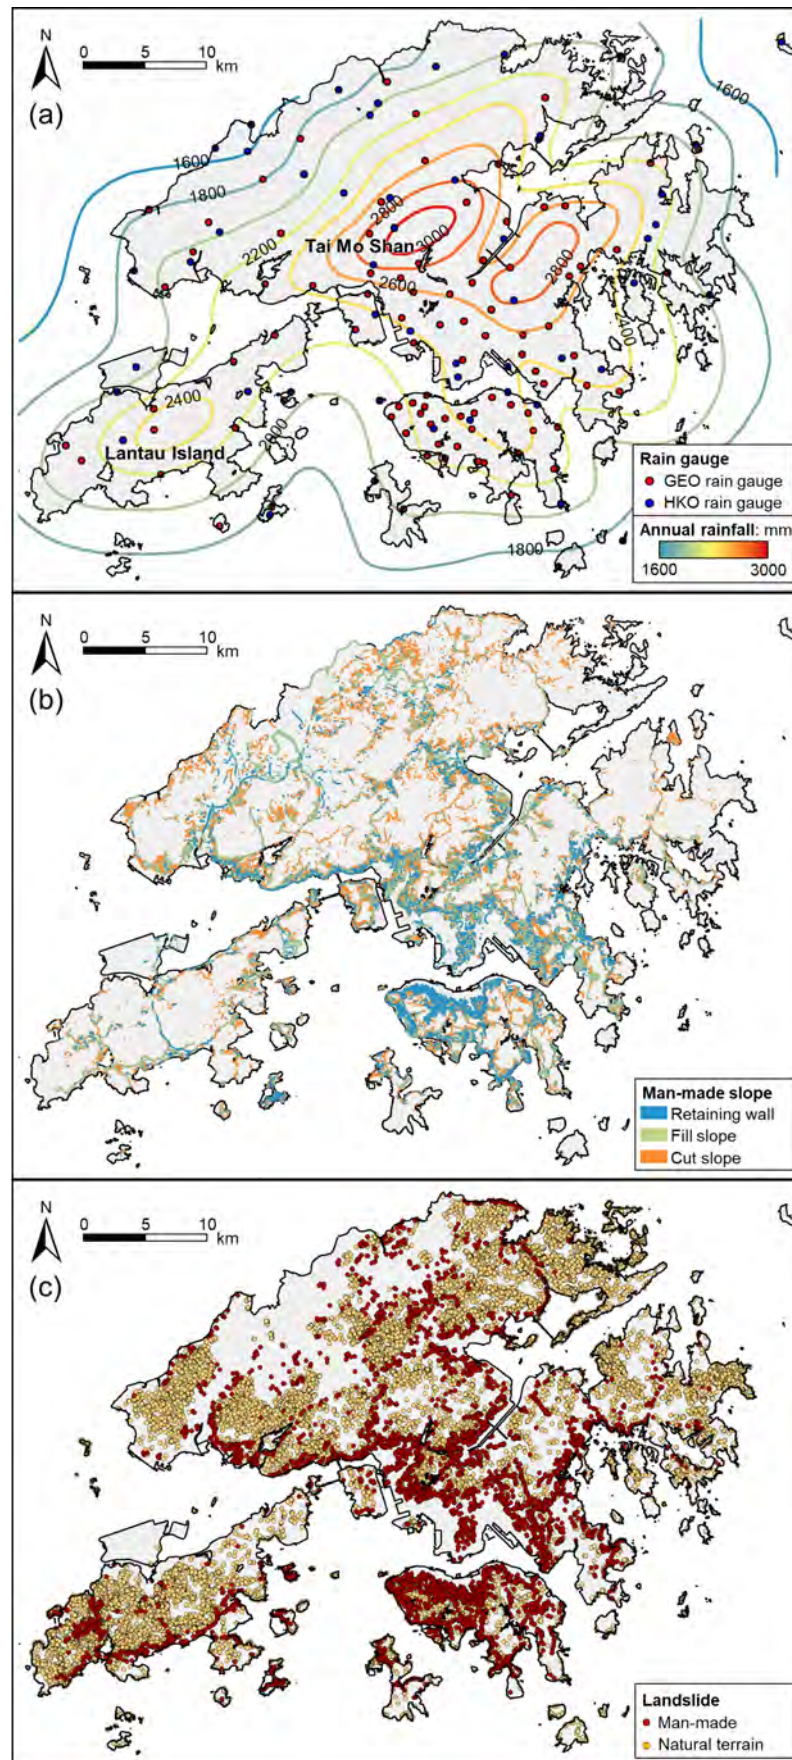 N
0 5 10
km
(a)
1600
1600
1800
2200
2800
3000
Tai Mo Shan
2600
2800
2400
2400
2000
Lantau Island
1800
Rain gauge
GEO rain gauge
HKO rain gauge
Annual rainfall: mm
1600 3000
N
0 5 10
km
(b)
Man-made slope
Retaining wall
Fill slope
Cut slope
N
0 5 10
km
(c)
Landslide
Man-made
Natural terrain